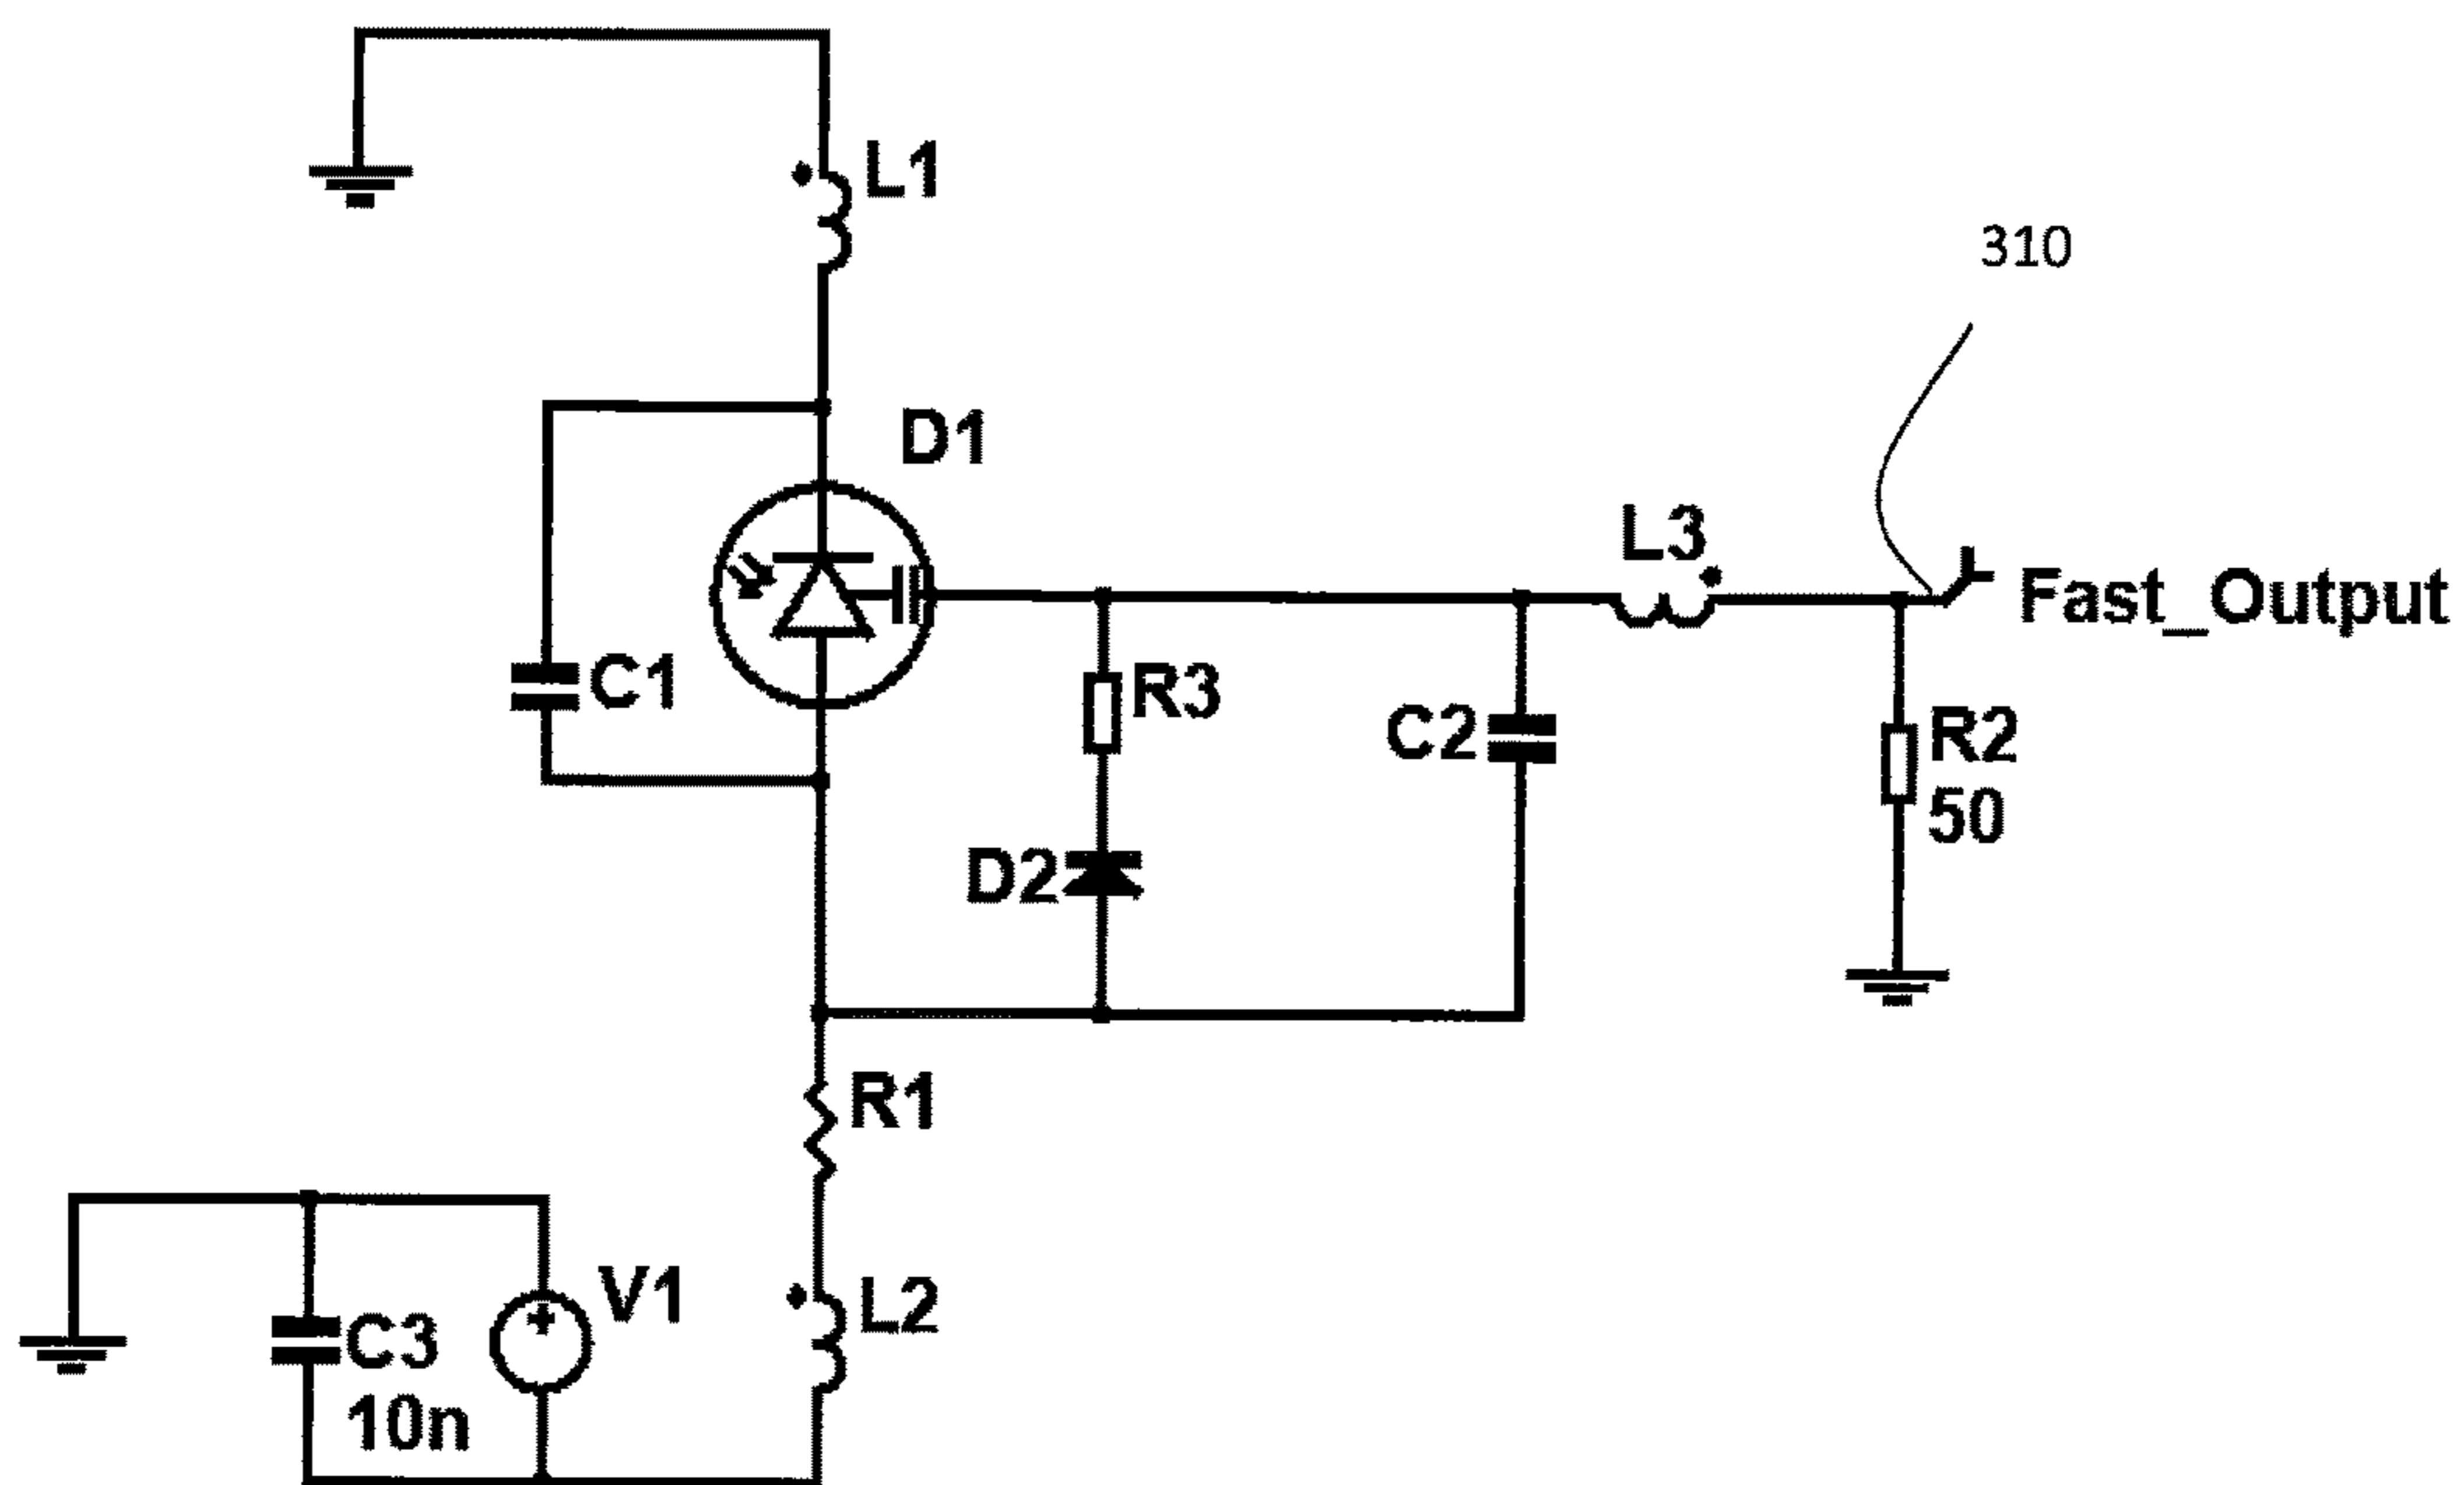 L1
310
D1
L3
Fast_Output
C1
R3
C2
R2
50
D2
R1
V1
L2
C3
10n